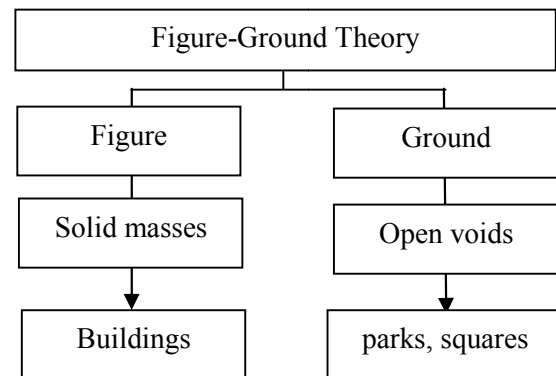 Figure-Ground Theory
Figure
Ground
Solid masses
Open voids
Buildings
parks, squares